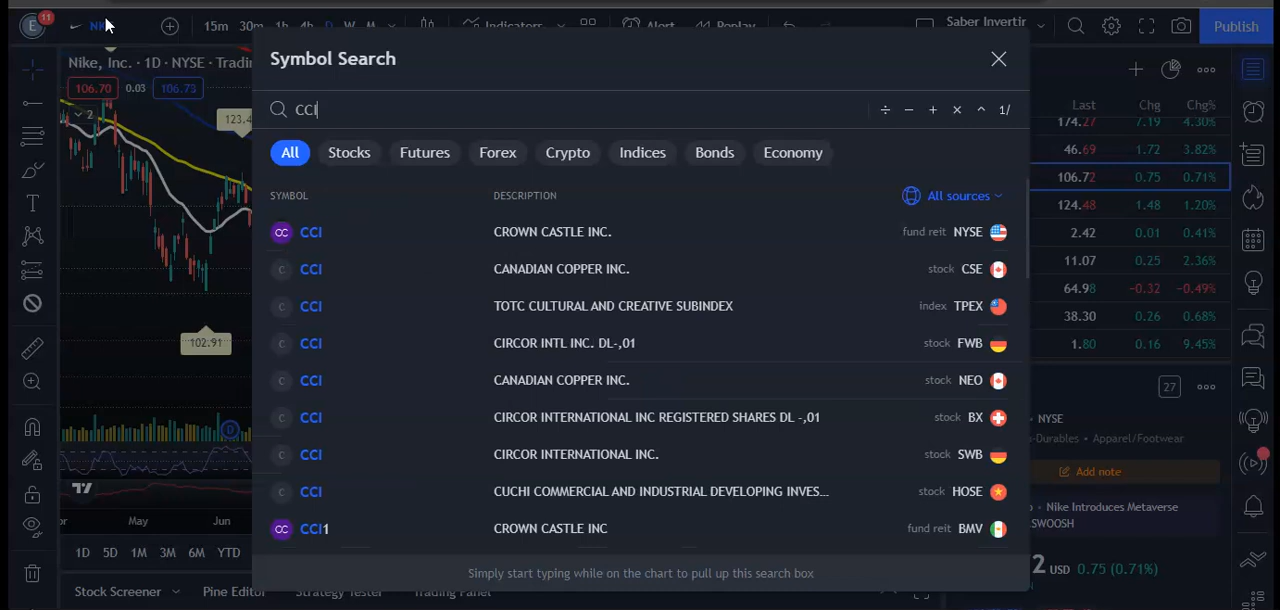 E 11 NK 15m 30m 1h 4h D W M Indicators Alert Replay Saber Invertir Publish
Nike, Inc. · 1D · NYSE · Tradin
106.70 0.03 106.73
2
123.4
102.91
D
or May Jun
1D 5D 1M 3M 6M YTD
Stock Screener Pine Editor Strategy Tester Trading Panel
Symbol Search
CCI
÷ − + × ^ 1/
All Stocks Futures Forex Crypto Indices Bonds Economy
SYMBOL DESCRIPTION All sources
CC CCI CROWN CASTLE INC. fund reit NYSE
C CCI CANADIAN COPPER INC. stock CSE
C CCI TOTC CULTURAL AND CREATIVE SUBINDEX index TPEX
C CCI CIRCOR INTL INC. DL-,01 stock FWB
C CCI CANADIAN COPPER INC. stock NEO
C CCI CIRCOR INTERNATIONAL INC REGISTERED SHARES DL -,01 stock BX
C CCI CIRCOR INTERNATIONAL INC. stock SWB
C CCI CUCHI COMMERCIAL AND INDUSTRIAL DEVELOPING INVES... stock HOSE
CC CCI1 CROWN CASTLE INC fund reit BMV
Simply start typing while on the chart to pull up this search box
Last Chg Chg%
174.27 7.19 4.30%
46.69 1.72 3.82%
106.72 0.75 0.71%
124.48 1.48 1.20%
2.42 0.01 0.41%
11.07 0.25 2.36%
64.98 −0.32 −0.49%
38.30 0.26 0.68%
1.80 0.16 9.45%
27
• NYSE
-Durables • Apparel/Footwear
Add note
• Nike Introduces Metaverse
SWOOSH
2 USD 0.75 (0.71%)